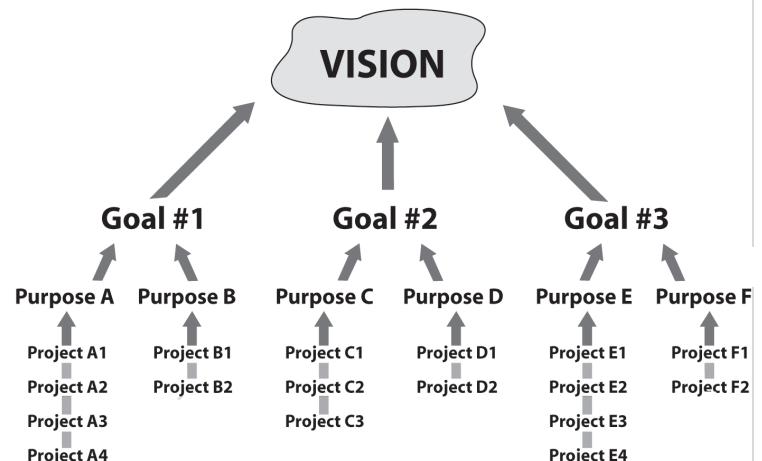 VISION
Goal #1 Goal #2 Goal #3
Purpose A Purpose B Purpose C Purpose D Purpose E Purpose F
Project A1 Project B1 Project C1 Project D1 Project E1 Project F1
Project A2 Project B2 Project C2 Project D2 Project E2 Project F2
Project A3 Project C3 Project E3
Project A4 Project E4